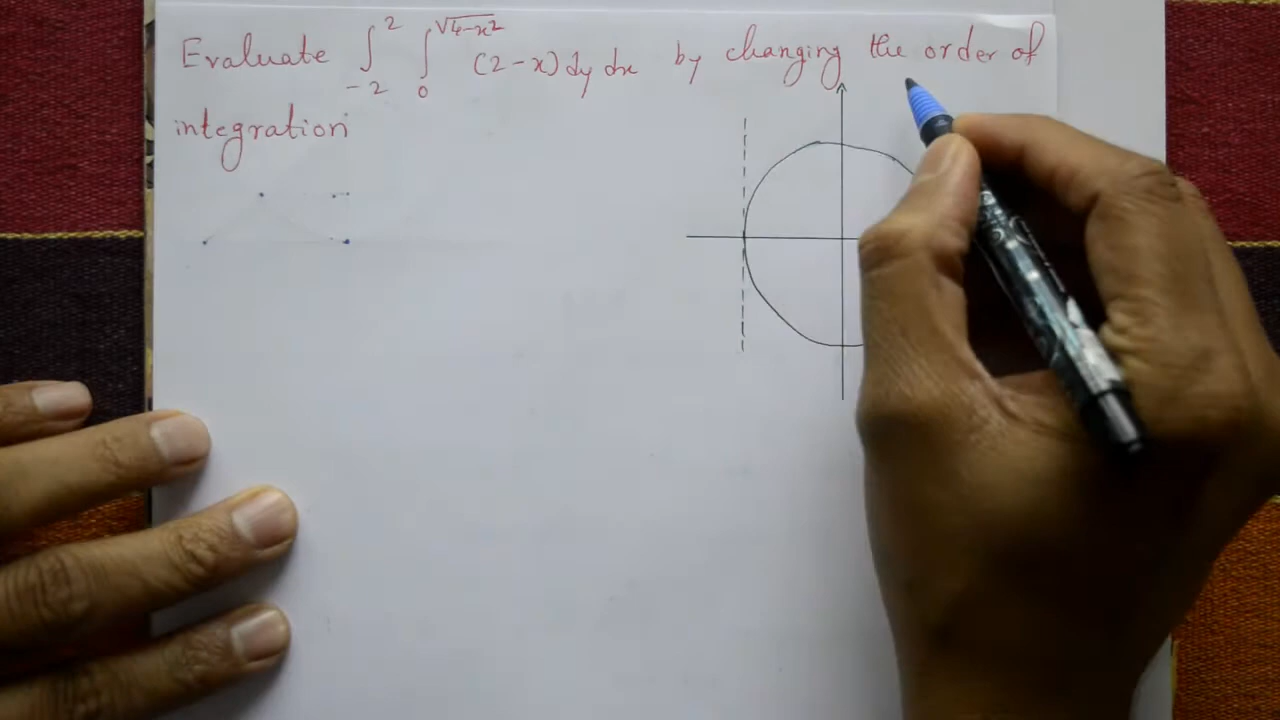 Evaluate ∫_{-2}^{2} ∫_{0}^{√(4-x²)} (2-x) dy dx by changing the order of
integration